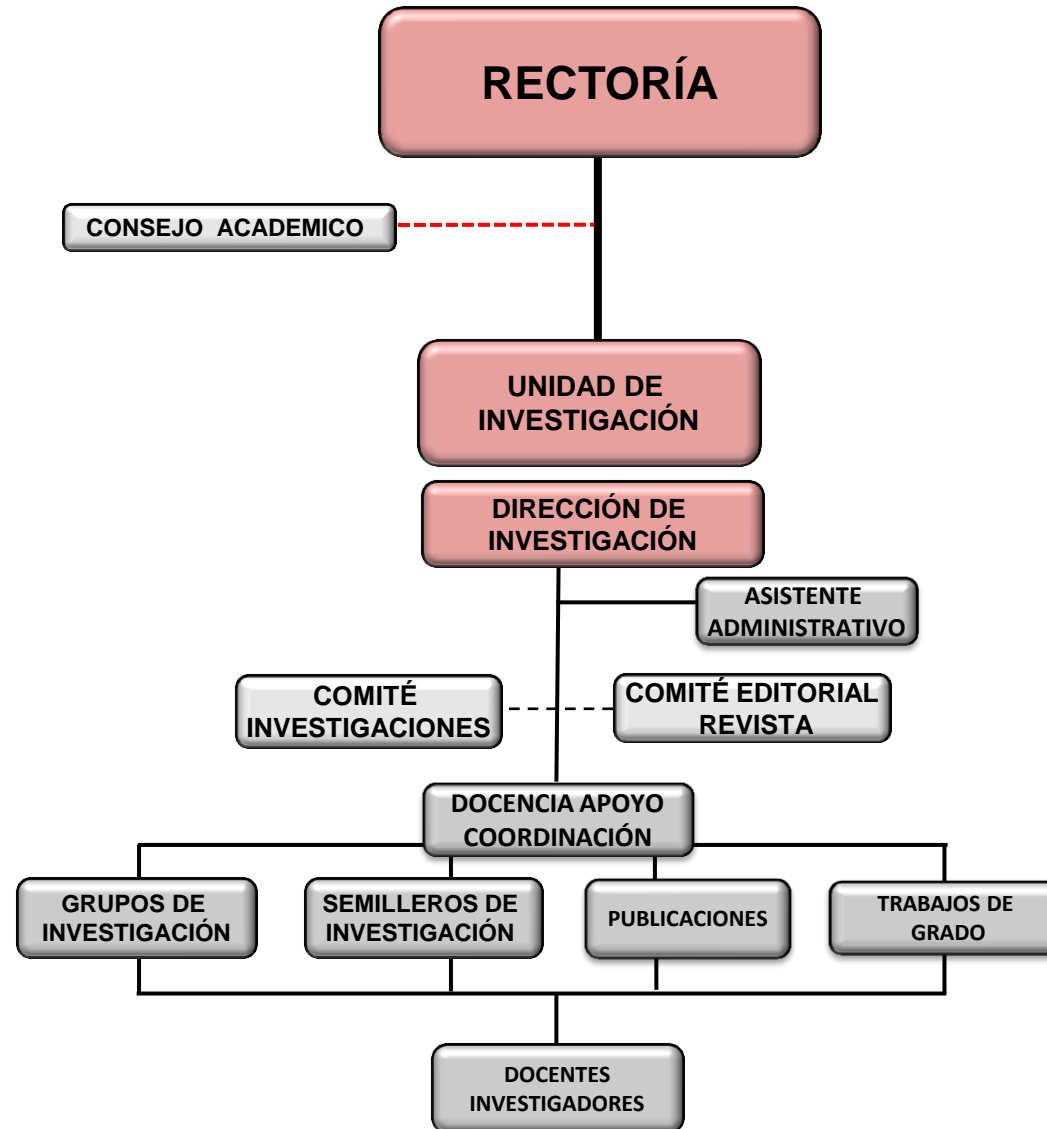 RECTORÍA
CONSEJO ACADEMICO
UNIDAD DE
INVESTIGACIÓN
DIRECCIÓN DE
INVESTIGACIÓN
ASISTENTE
ADMINISTRATIVO
COMITÉ
INVESTIGACIONES
COMITÉ EDITORIAL
REVISTA
DOCENCIA APOYO
COORDINACIÓN
GRUPOS DE
INVESTIGACIÓN
SEMILLEROS DE
INVESTIGACIÓN
PUBLICACIONES
TRABAJOS DE
GRADO
DOCENTES
INVESTIGADORES